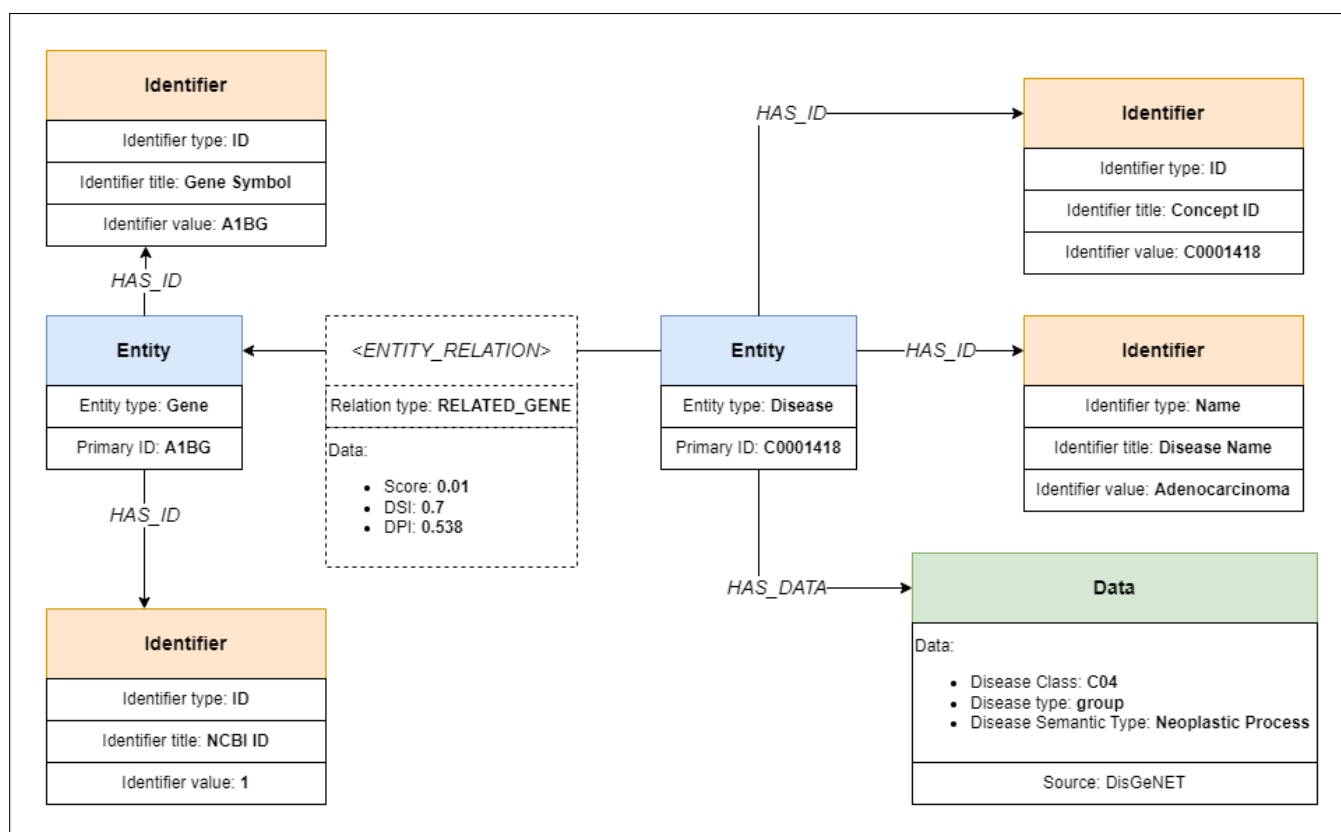 Identifier
Identifier type: ID
Identifier title: Gene Symbol
Identifier value: A1BG
HAS_ID
Entity
Entity type: Gene
Primary ID: A1BG
HAS_ID
Identifier
Identifier type: ID
Identifier title: NCBI ID
Identifier value: 1
<ENTITY_RELATION>
Relation type: RELATED_GENE
Data:
• Score: 0.01
• DSI: 0.7
• DPI: 0.538
Entity
Entity type: Disease
Primary ID: C0001418
HAS_ID
Identifier
Identifier type: ID
Identifier title: Concept ID
Identifier value: C0001418
HAS_ID
Identifier
Identifier type: Name
Identifier title: Disease Name
Identifier value: Adenocarcinoma
HAS_DATA
Data
Data:
• Disease Class: C04
• Disease type: group
• Disease Semantic Type: Neoplastic Process
Source: DisGeNET